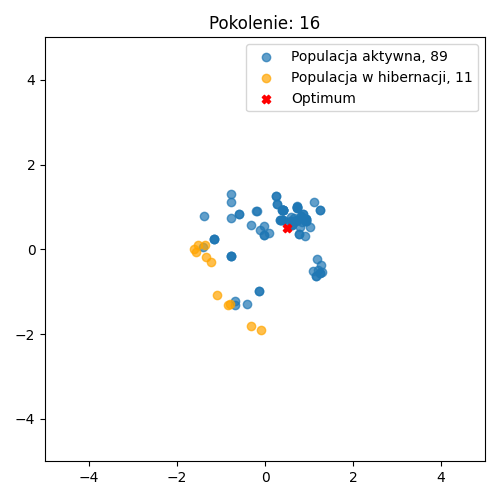 Pokolenie: 16
Populacja aktywna, 89
Populacja w hibernacji, 11
Optimum
4
2
0
−2
−4
−4 −2 0 2 4